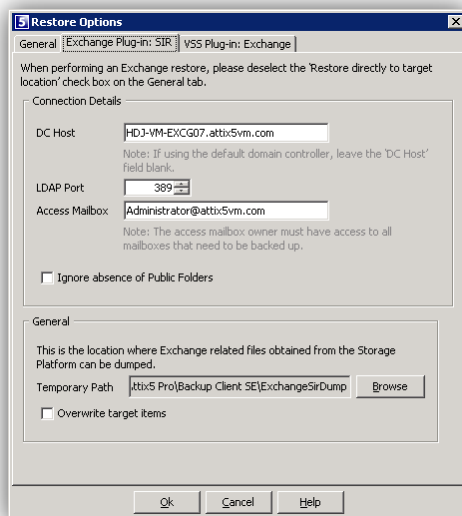 5 Restore Options
General Exchange Plug-in: SIR VSS Plug-in: Exchange
When performing an Exchange restore, please deselect the 'Restore directly to target
location' check box on the General tab.
Connection Details
DC Host HDJ-VM-EXCG07.attix5vm.com
Note: If using the default domain controller, leave the 'DC Host'
field blank.
LDAP Port 389
Access Mailbox Administrator@attix5vm.com
Note: The access mailbox owner must have access to all
mailboxes that need to be backed up.
Ignore absence of Public Folders
General
This is the location where Exchange related files obtained from the Storage
Platform can be dumped.
Temporary Path .ttix5 Pro\Backup Client SE\ExchangeSirDump Browse
Overwrite target items
Ok Cancel Help